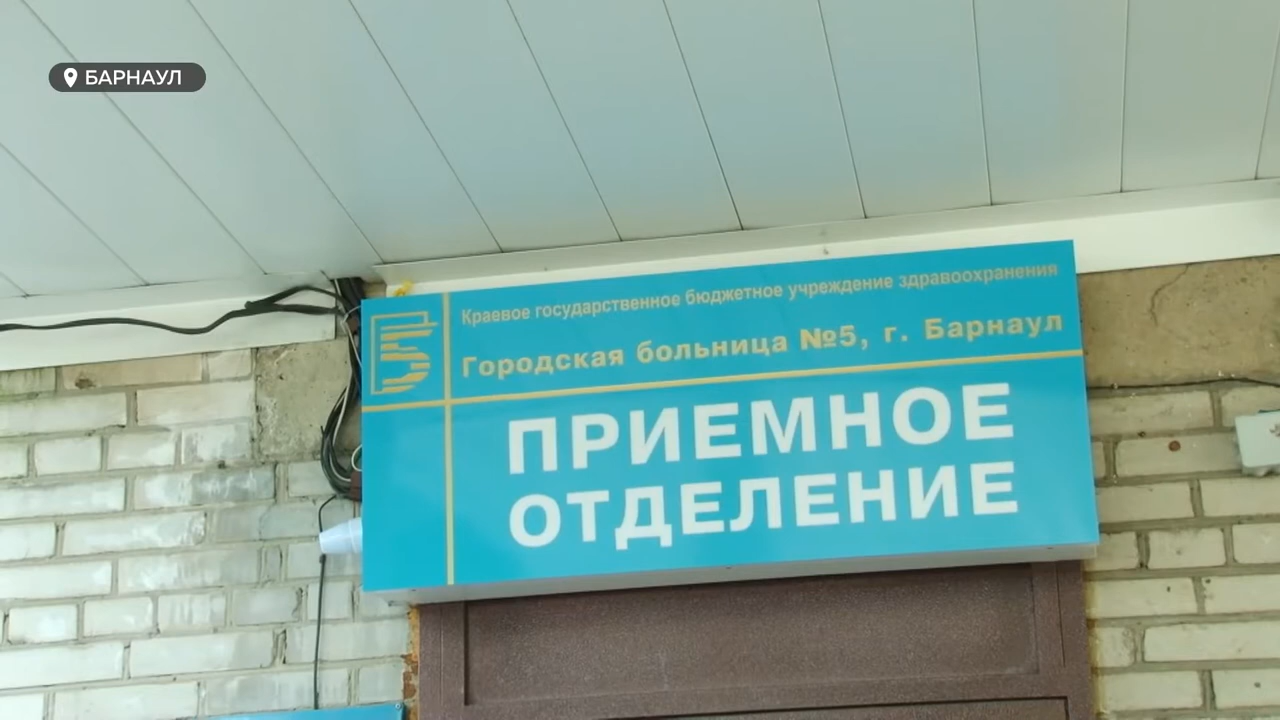 БАРНАУЛ
Краевое государственное бюджетное учреждение здравоохранения
Городская больница №5, г. Барнаул
ПРИЕМНОЕ
ОТДЕЛЕНИЕ